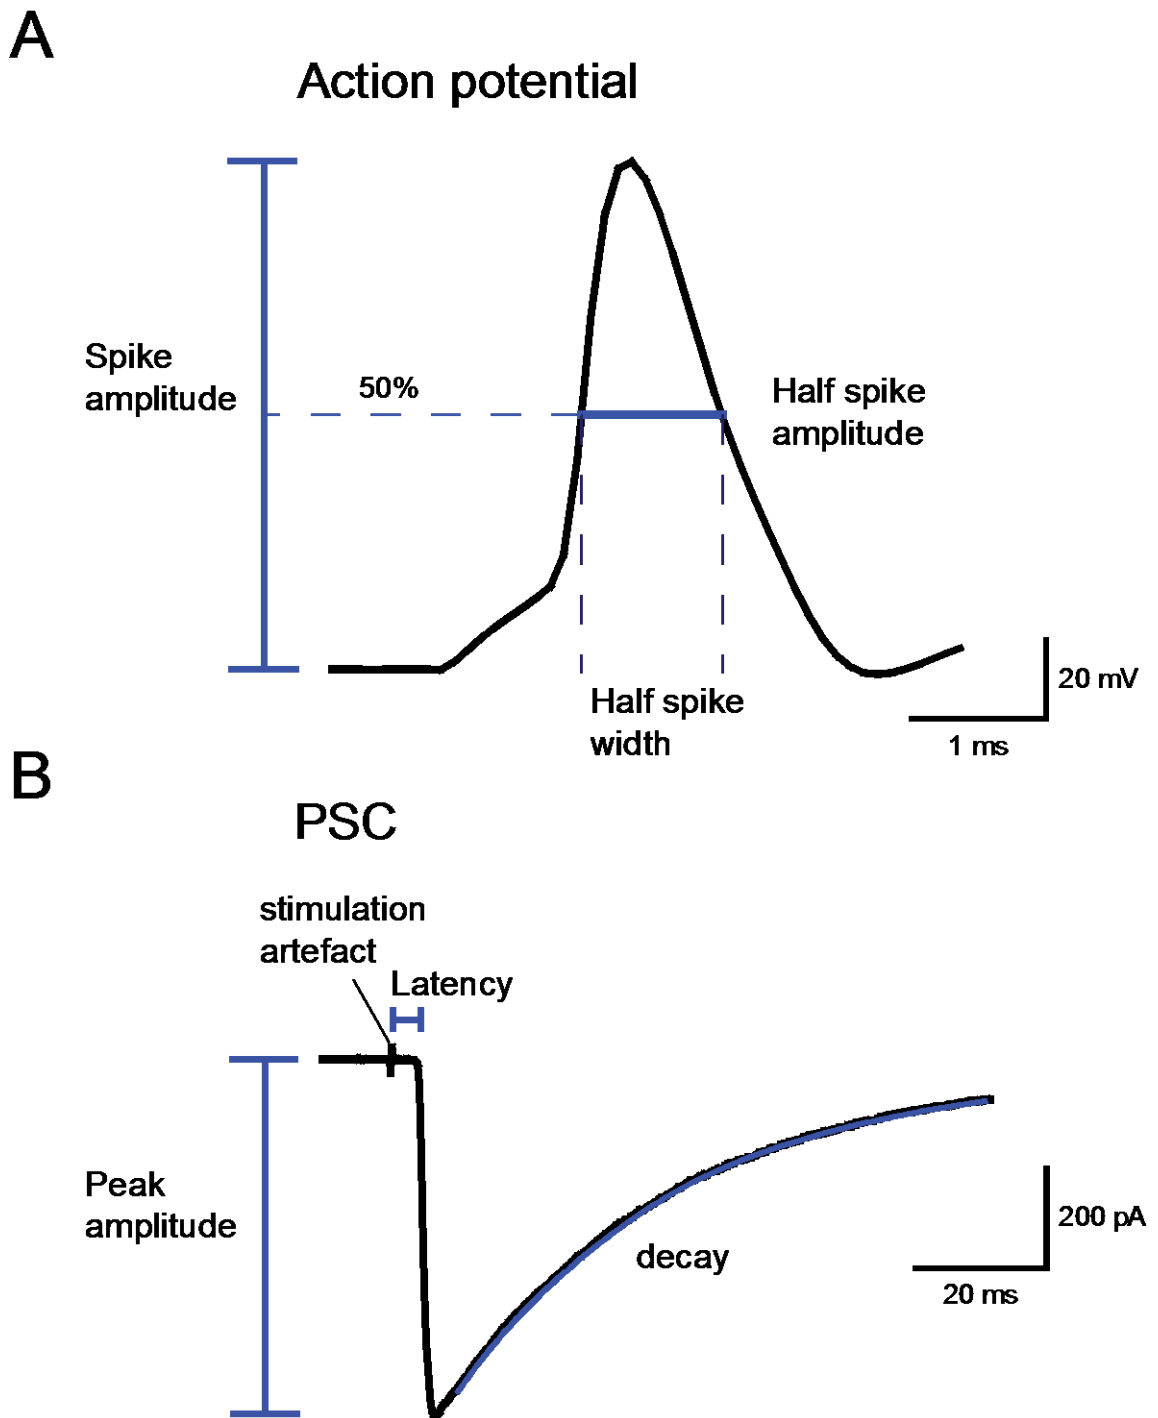 A
Action potential
Spike
amplitude
50%
Half spike
amplitude
Half spike
width
20 mV
1 ms
B
PSC
stimulation
artefact
Latency
Peak
amplitude
decay
200 pA
20 ms